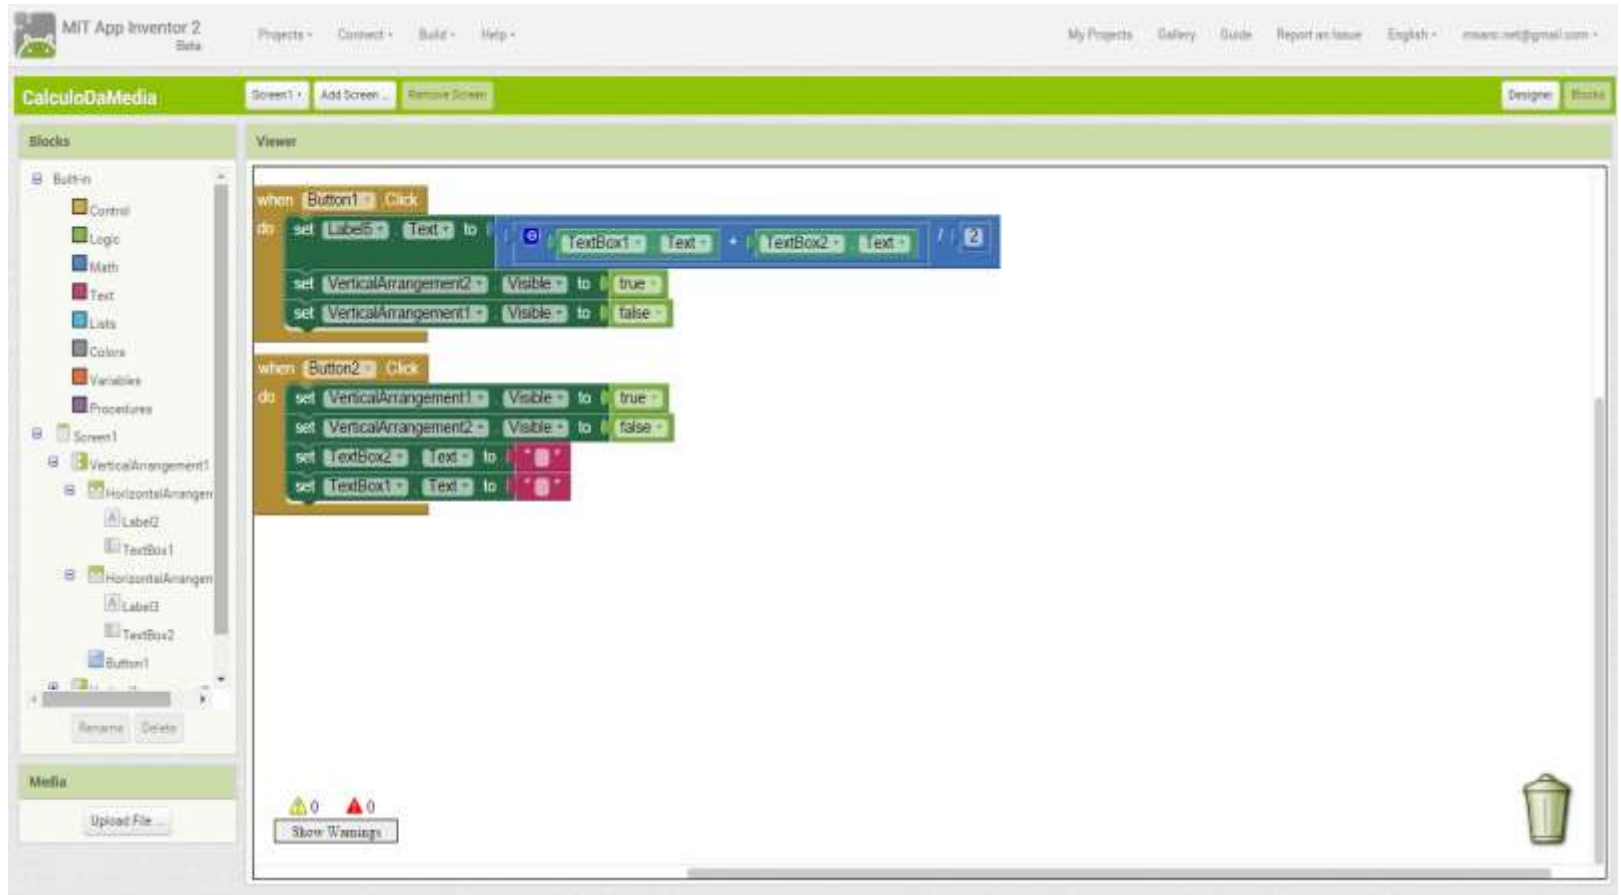 MIT App Inventor 2
Beta
Projects
Connect
Build
Help
My Projects
Gallery
Guide
Report an Issue
English
CalculoDaMedia
Screen1
Add Screen ...
Remove Screen
Designer
Blocks
Blocks
Viewer
Built-in
Control
Logic
Math
Text
Lists
Colors
Variables
Procedures
Screen1
VerticalArrangement1
HorizontalArrangen
Label2
TextBox1
HorizontalArrangen
Label3
TextBox2
Button1
Rename
Delete
Media
Upload File ...
when Button1 .Click
do set Label5 . Text to TextBox1 . Text + TextBox2 . Text / 2
set VerticalArrangement2 . Visible to true
set VerticalArrangement1 . Visible to false
when Button2 .Click
do set VerticalArrangement1 . Visible to true
set VerticalArrangement2 . Visible to false
set TextBox2 . Text to " "
set TextBox1 . Text to " "
0 0
Show Warnings